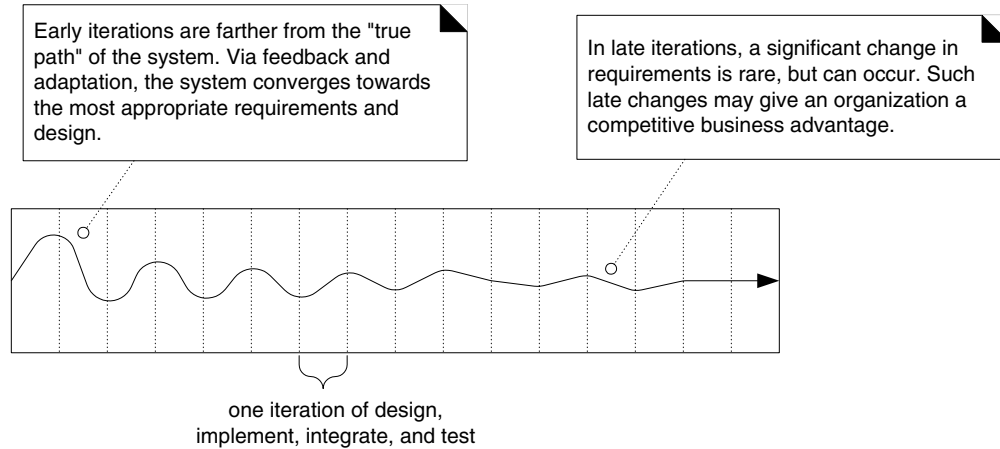 Early iterations are farther from the "true
path" of the system. Via feedback and
adaptation, the system converges towards
the most appropriate requirements and
design.
In late iterations, a significant change in
requirements is rare, but can occur. Such
late changes may give an organization a
competitive business advantage.
one iteration of design,
implement, integrate, and test